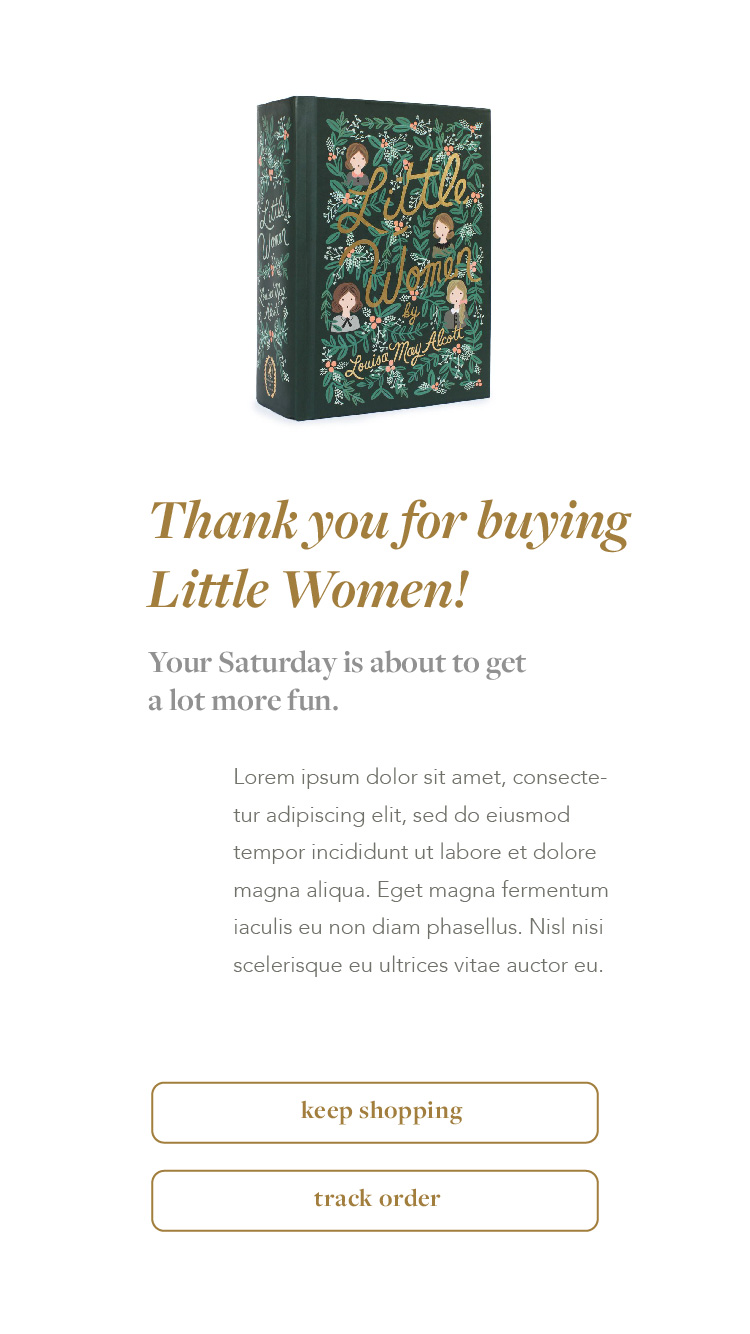 Little
Women
by
Louisa May Alcott
Little
Women
Louisa May
Alcott
Thank you for buying
Little Women!
Your Saturday is about to get
a lot more fun.
Lorem ipsum dolor sit amet, consecte-
tur adipiscing elit, sed do eiusmod
tempor incididunt ut labore et dolore
magna aliqua. Eget magna fermentum
iaculis eu non diam phasellus. Nisl nisi
scelerisque eu ultrices vitae auctor eu.
keep shopping
track order